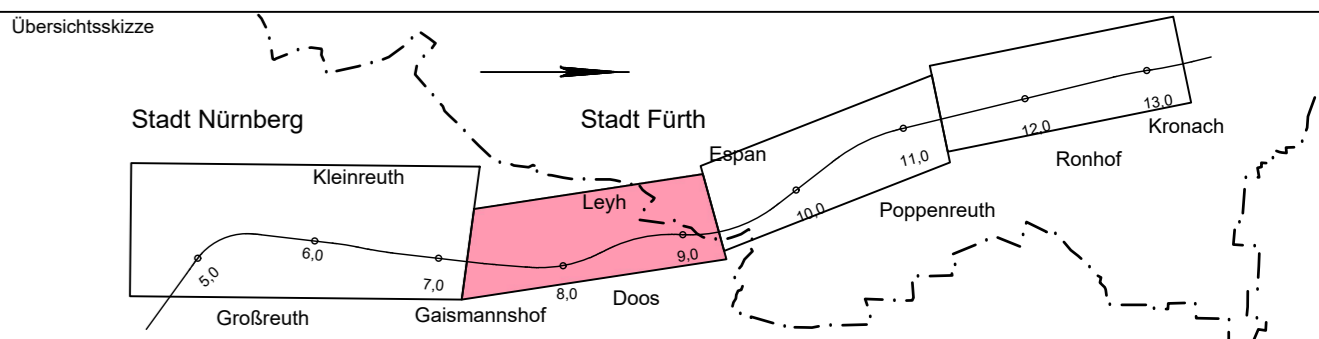 Übersichtsskizze
Stadt Nürnberg
Stadt Fürth
Kleinreuth
Leyh
Espan
Kronach
Ronhof
Poppenreuth
5,0
6,0
7,0
8,0
9,0
10,0
11,0
12,0
13,0
Großreuth
Gaismannshof
Doos